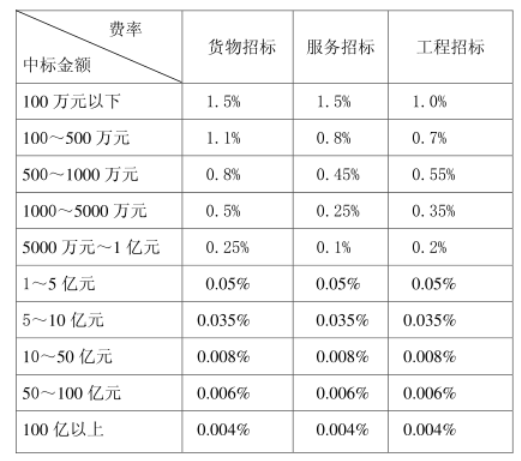 费率
中标金额
货物招标 服务招标 工程招标
100 万元以下 1.5% 1.5% 1.0%
100～500 万元 1.1% 0.8% 0.7%
500～1000 万元 0.8% 0.45% 0.55%
1000～5000 万元 0.5% 0.25% 0.35%
5000 万元～1 亿元 0.25% 0.1% 0.2%
1～5 亿元 0.05% 0.05% 0.05%
5～10 亿元 0.035% 0.035% 0.035%
10～50 亿元 0.008% 0.008% 0.008%
50～100 亿元 0.006% 0.006% 0.006%
100 亿以上 0.004% 0.004% 0.004%